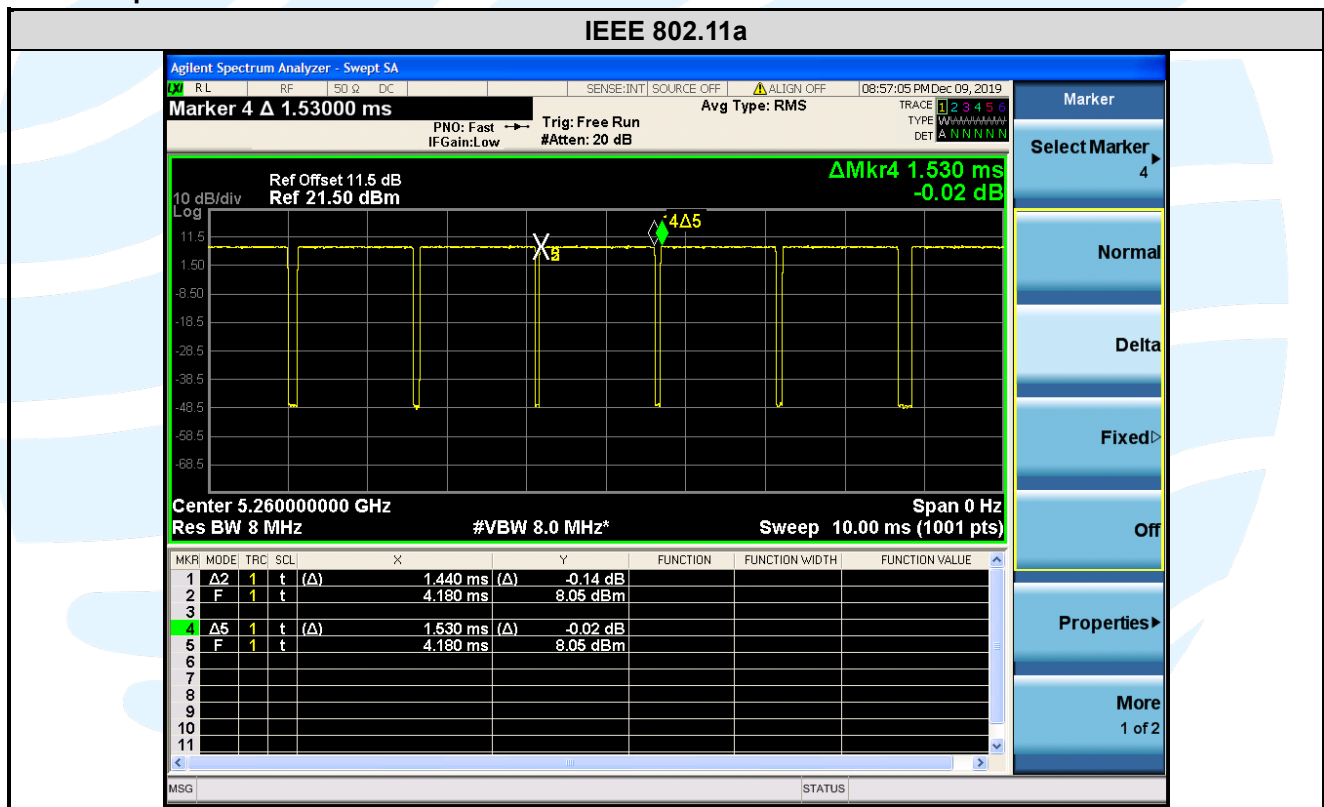 IEEE 802.11a
Agilent Spectrum Analyzer - Swept SA
LXI RL RF 50 Ω DC SENSE:INT SOURCE OFF ⚠ALIGN OFF 08:57:05 PM Dec 09, 2019
Marker 4 Δ 1.53000 ms
PNO: Fast
IFGain:Low
Trig: Free Run
#Atten: 20 dB
Avg Type: RMS
TRACE 1 2 3 4 5 6
TYPE
DET A N N N N N
ΔMkr4 1.530 ms
-0.02 dB
10 dB/div
Log
Ref Offset 11.5 dB
Ref 21.50 dBm
4Δ5
11.5
1.50
-8.50
-18.5
-28.5
-38.5
-48.5
-58.5
-68.5
Center 5.260000000 GHz
Span 0 Hz
Res BW 8 MHz
#VBW 8.0 MHz*
Sweep 10.00 ms (1001 pts)
MKR MODE TRC SCL X Y FUNCTION FUNCTION WIDTH FUNCTION VALUE
1 Δ2 1 t (Δ) 1.440 ms (Δ) -0.14 dB
2 F 1 t 4.180 ms 8.05 dBm
3
4 Δ5 1 t (Δ) 1.530 ms (Δ) -0.02 dB
5 F 1 t 4.180 ms 8.05 dBm
6
7
8
9
10
11
MSG
STATUS
Marker
Select Marker
4
Normal
Delta
Fixed
Off
Properties
More
1 of 2